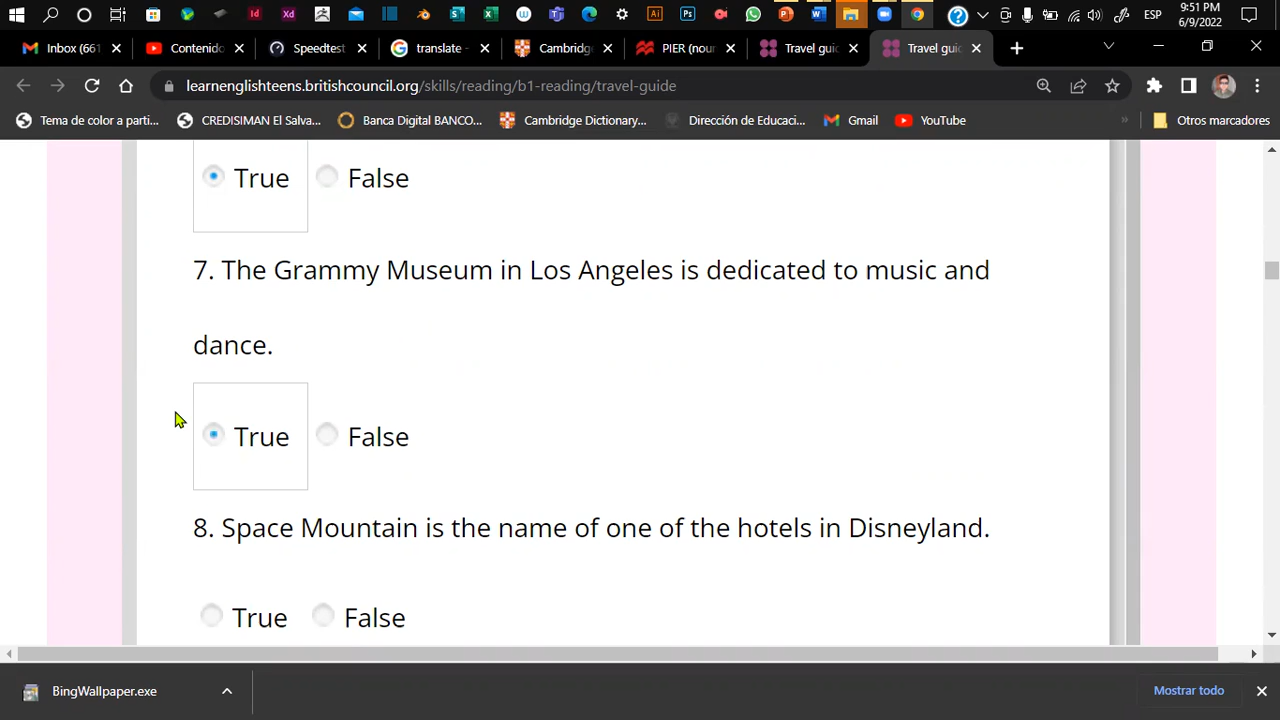 9:51 PM
ESP
6/9/2022
Inbox (661
Contenido
Speedtest
translate -
Cambridg
PIER (nour
Travel guid
Travel guid
learnenglishteens.britishcouncil.org/skills/reading/b1-reading/travel-guide
Tema de color a parti...
CREDISIMAN El Salva...
Banca Digital BANCO...
Cambridge Dictionary...
Dirección de Educaci...
Gmail
YouTube
Otros marcadores
True False
7. The Grammy Museum in Los Angeles is dedicated to music and
dance.
True False
8. Space Mountain is the name of one of the hotels in Disneyland.
True False
BingWallpaper.exe
Mostrar todo